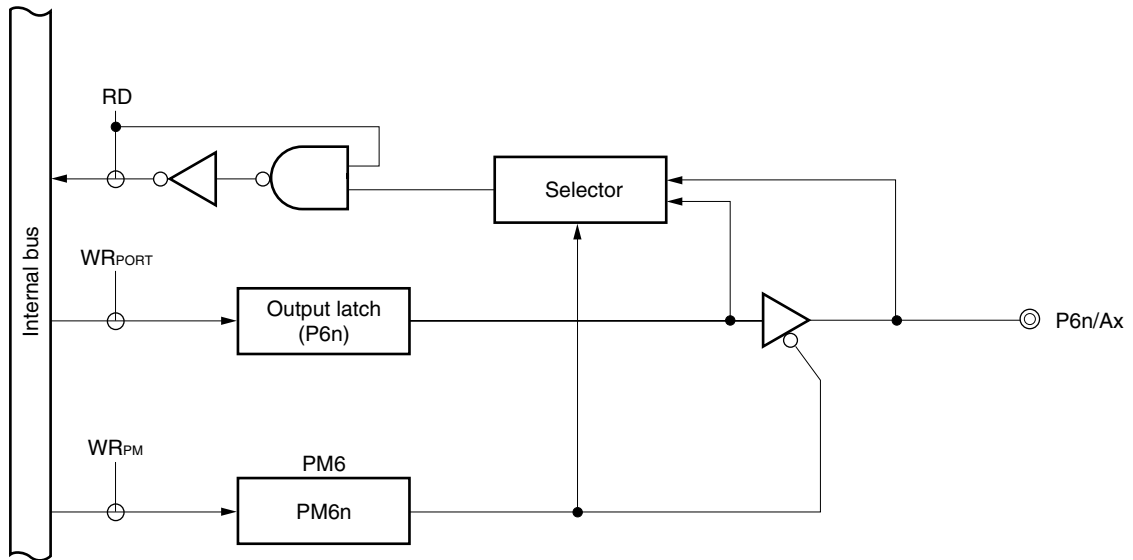 RD
Selector
Internal bus
WRPORT
Output latch
(P6n)
P6n/Ax
WRPM
PM6
PM6n